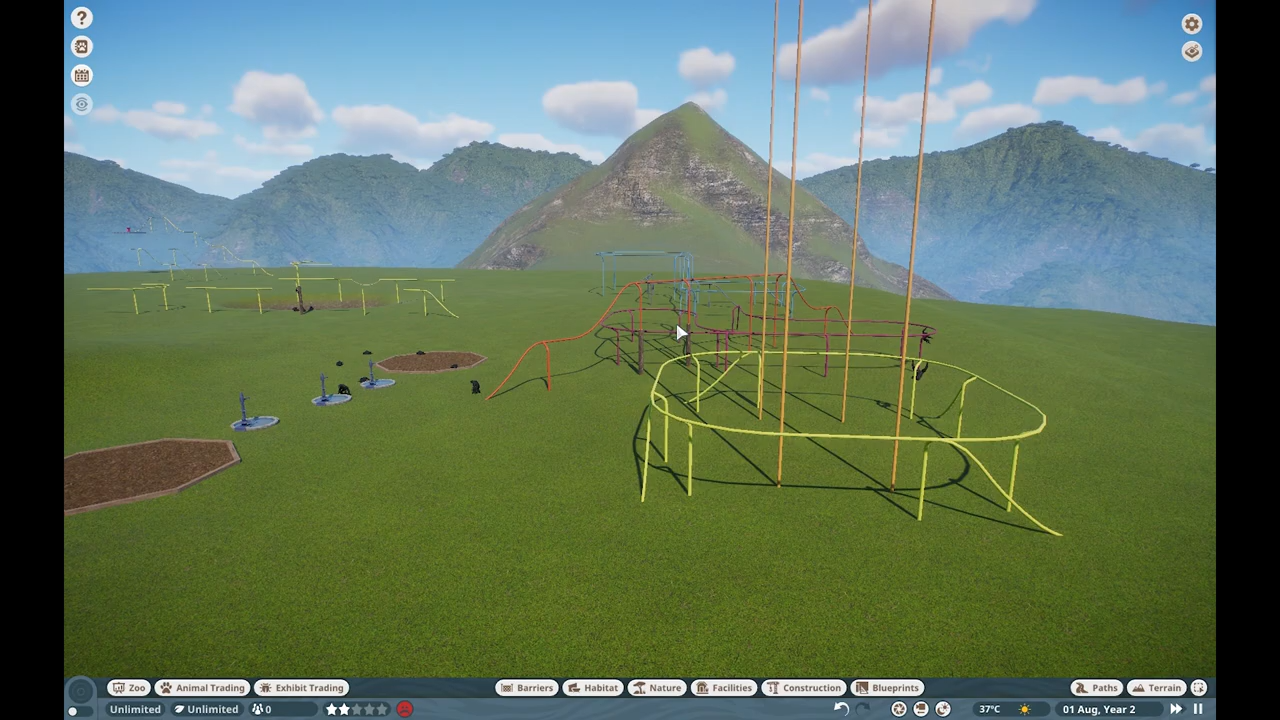 ?
Zoo Animal Trading Exhibit Trading Barriers Habitat Nature Facilities Construction Blueprints Paths Terrain
Unlimited Unlimited 0 37°C 01 Aug, Year 2